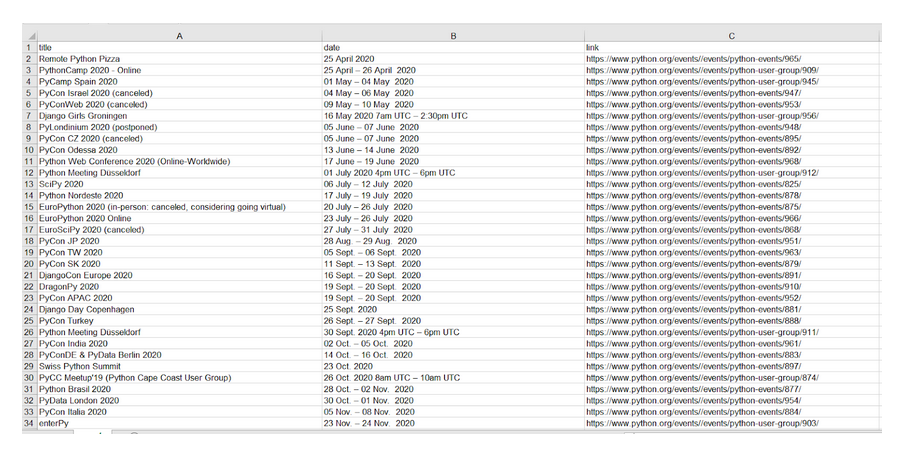 A B C
1 title date link
2 Remote Python Pizza 25 April 2020 https://www.python.org/events//events/python-events/965/
3 PythonCamp 2020 - Online 25 April – 26 April 2020 https://www.python.org/events//events/python-user-group/909/
4 PyCamp Spain 2020 01 May – 04 May 2020 https://www.python.org/events//events/python-user-group/945/
5 PyCon Israel 2020 (canceled) 04 May – 06 May 2020 https://www.python.org/events//events/python-events/947/
6 PyConWeb 2020 (canceled) 09 May – 10 May 2020 https://www.python.org/events//events/python-events/953/
7 Django Girls Groningen 16 May 2020 7am UTC – 2:30pm UTC https://www.python.org/events//events/python-user-group/956/
8 PyLondinium 2020 (postponed) 05 June – 07 June 2020 https://www.python.org/events//events/python-events/948/
9 PyCon CZ 2020 (canceled) 05 June – 07 June 2020 https://www.python.org/events//events/python-events/895/
10 PyCon Odessa 2020 13 June – 14 June 2020 https://www.python.org/events//events/python-events/892/
11 Python Web Conference 2020 (Online-Worldwide) 17 June – 19 June 2020 https://www.python.org/events//events/python-events/968/
12 Python Meeting Düsseldorf 01 July 2020 4pm UTC – 6pm UTC https://www.python.org/events//events/python-user-group/912/
13 SciPy 2020 06 July – 12 July 2020 https://www.python.org/events//events/python-events/825/
14 Python Nordeste 2020 17 July – 19 July 2020 https://www.python.org/events//events/python-events/878/
15 EuroPython 2020 (in-person: canceled, considering going virtual) 20 July – 26 July 2020 https://www.python.org/events//events/python-events/875/
16 EuroPython 2020 Online 23 July – 26 July 2020 https://www.python.org/events//events/python-events/966/
17 EuroSciPy 2020 (canceled) 27 July – 31 July 2020 https://www.python.org/events//events/python-events/868/
18 PyCon JP 2020 28 Aug. – 29 Aug. 2020 https://www.python.org/events//events/python-events/951/
19 PyCon TW 2020 05 Sept. – 06 Sept. 2020 https://www.python.org/events//events/python-events/963/
20 PyCon SK 2020 11 Sept. – 13 Sept. 2020 https://www.python.org/events//events/python-events/879/
21 DjangoCon Europe 2020 16 Sept. – 20 Sept. 2020 https://www.python.org/events//events/python-events/891/
22 DragonPy 2020 19 Sept. – 20 Sept. 2020 https://www.python.org/events//events/python-events/910/
23 PyCon APAC 2020 19 Sept. – 20 Sept. 2020 https://www.python.org/events//events/python-events/952/
24 Django Day Copenhagen 25 Sept. 2020 https://www.python.org/events//events/python-events/881/
25 PyCon Turkey 26 Sept. – 27 Sept. 2020 https://www.python.org/events//events/python-events/888/
26 Python Meeting Düsseldorf 30 Sept. 2020 4pm UTC – 6pm UTC https://www.python.org/events//events/python-user-group/911/
27 PyCon India 2020 02 Oct. – 05 Oct. 2020 https://www.python.org/events//events/python-events/961/
28 PyConDE & PyData Berlin 2020 14 Oct. – 16 Oct. 2020 https://www.python.org/events//events/python-events/883/
29 Swiss Python Summit 23 Oct. 2020 https://www.python.org/events//events/python-events/897/
30 PyCC Meetup'19 (Python Cape Coast User Group) 26 Oct. 2020 8am UTC – 10am UTC https://www.python.org/events//events/python-user-group/874/
31 Python Brasil 2020 28 Oct. – 02 Nov. 2020 https://www.python.org/events//events/python-events/877/
32 PyData London 2020 30 Oct. – 01 Nov. 2020 https://www.python.org/events//events/python-events/954/
33 PyCon Italia 2020 05 Nov. – 08 Nov. 2020 https://www.python.org/events//events/python-events/884/
34 enterPy 23 Nov. – 24 Nov. 2020 https://www.python.org/events//events/python-user-group/903/